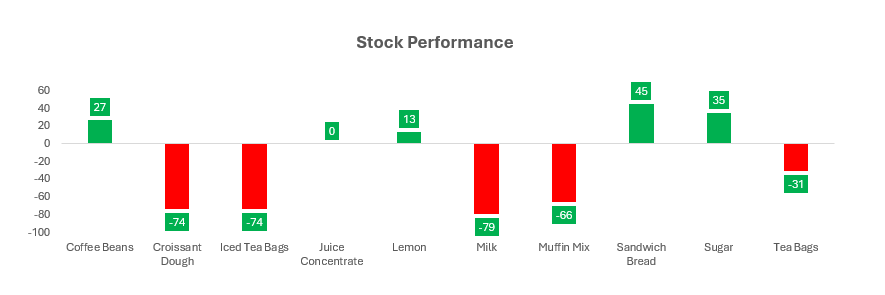 Stock Performance
60
40
20
0
-20
-40
-60
-80
-100
27
-74
-74
0
13
-79
-66
45
35
-31
Coffee Beans
Croissant
Dough
Iced Tea Bags
Juice
Concentrate
Lemon
Milk
Muffin Mix
Sandwich
Bread
Sugar
Tea Bags